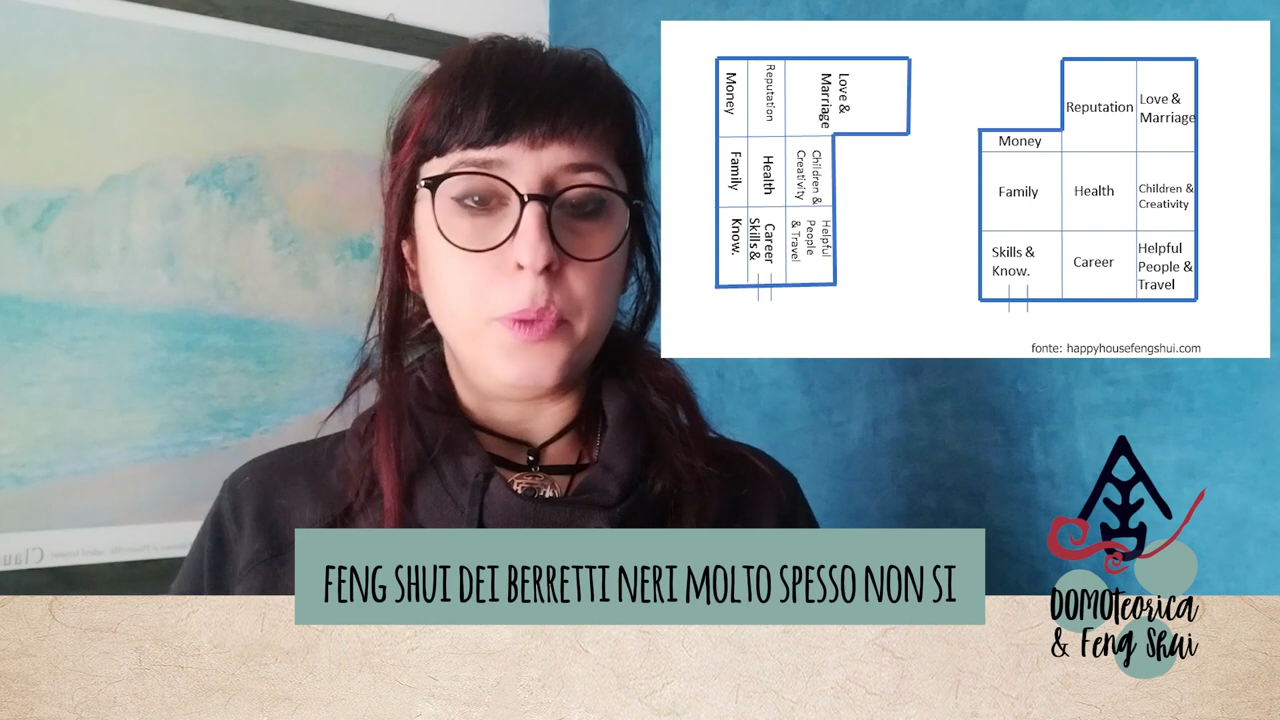 Money
Reputation
Love &
Marriage
Family
Health
Children &
Creativity
Know.
Skills &
Career
Helpful
People
& Travel
Reputation
Love &
Marriage
Money
Family
Health
Children &
Creativity
Skills &
Know.
Career
Helpful
People &
Travel
fonte: happyhousefengshui.com
FENG SHUI DEI BERRETTI NERI MOLTO SPESSO NON SI
DOMOteorica
& Feng Shui
Clau